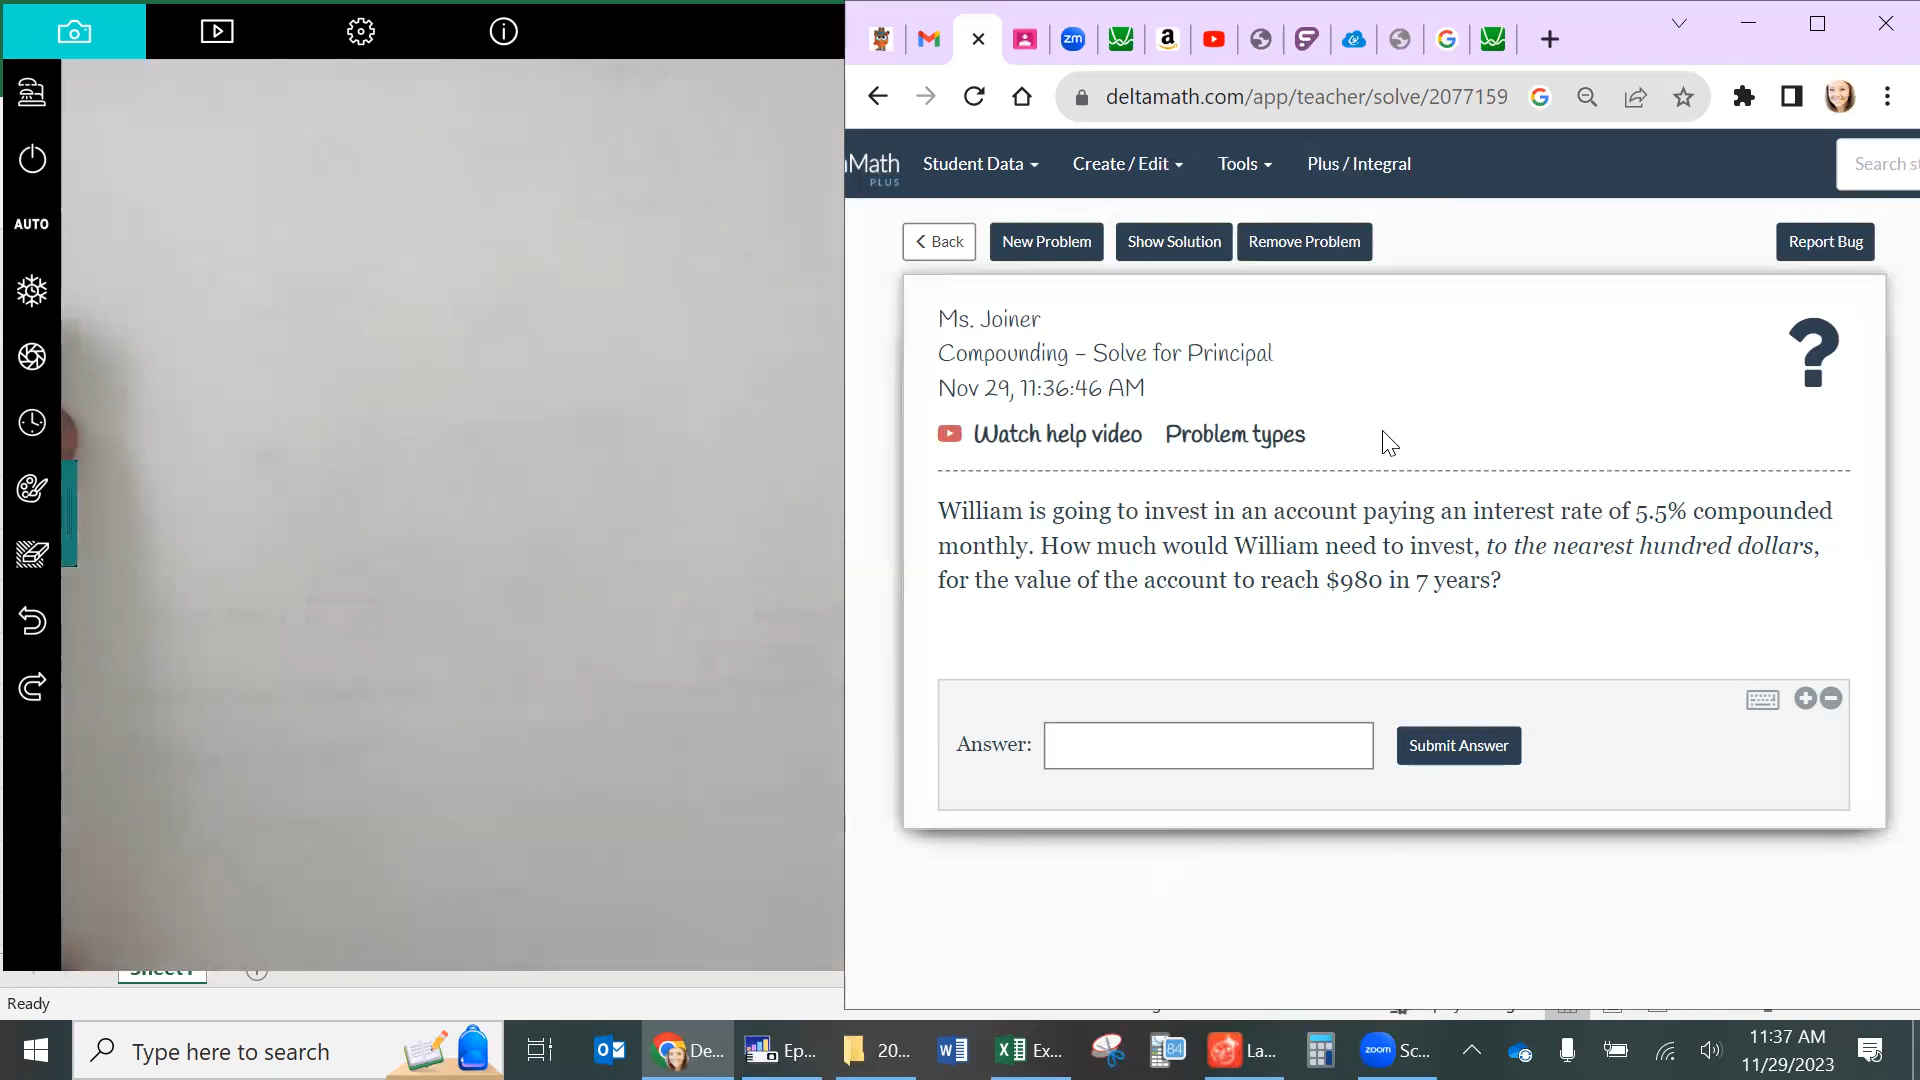 AUTO
deltamath.com/app/teacher/solve/2077159
Math
PLUS
Student Data
Create / Edit
Tools
Plus / Integral
Search
Back
New Problem
Show Solution
Remove Problem
Report Bug
Ms. Joiner
Compounding - Solve for Principal
Nov 29, 11:36:46 AM
Watch help video Problem types
William is going to invest in an account paying an interest rate of 5.5% compounded
monthly. How much would William need to invest, to the nearest hundred dollars,
for the value of the account to reach $980 in 7 years?
Answer:
Submit Answer
Ready
Type here to search
De...
Ep...
20...
Ex...
84
La...
zoom
Sc...
11:37 AM
11/29/2023
zm